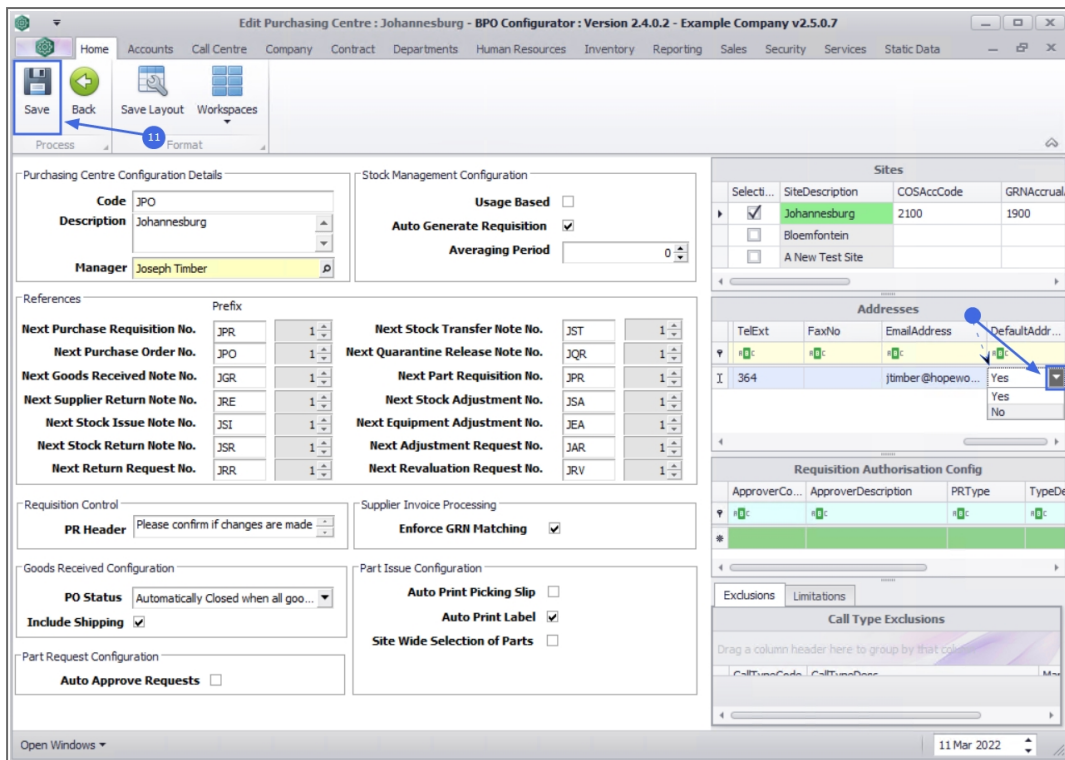 Edit Purchasing Centre : Johannesburg - BPO Configurator : Version 2.4.0.2 - Example Company v2.5.0.7
Home Accounts Call Centre Company Contract Departments Human Resources Inventory Reporting Sales Security Services Static Data
Save Back Save Layout Workspaces
11
Process Format
Purchasing Centre Configuration Details
Code JPO
Description Johannesburg
Manager Joseph Timber
Stock Management Configuration
Usage Based
Auto Generate Requisition
Averaging Period 0
References
Prefix
Next Purchase Requisition No. JPR 1
Next Purchase Order No. JPO 1
Next Goods Received Note No. JGR 1
Next Supplier Return Note No. JRE 1
Next Stock Issue Note No. JSI 1
Next Stock Return Note No. JSR 1
Next Return Request No. JRR 1
Next Stock Transfer Note No. JST 1
Next Quarantine Release Note No. JQR 1
Next Part Requisition No. JPR 1
Next Stock Adjustment No. JSA 1
Next Equipment Adjustment No. JEA 1
Next Adjustment Request No. JAR 1
Next Revaluation Request No. JRV 1
Requisition Control
PR Header Please confirm if changes are made
Supplier Invoice Processing
Enforce GRN Matching
Goods Received Configuration
PO Status Automatically Closed when all goo...
Include Shipping
Part Issue Configuration
Auto Print Picking Slip
Auto Print Label
Site Wide Selection of Parts
Part Request Configuration
Auto Approve Requests
Sites
Selecti... SiteDescription COSAccCode GRNAccrual
Johannesburg 2100 1900
Bloemfontein
A New Test Site
Addresses
TelExt FaxNo EmailAddress DefaultAddr...
364 jtimber@hopewo... Yes
Yes
No
Requisition Authorisation Config
ApproverCo... ApproverDescription PRType TypeDe
Exclusions Limitations
Call Type Exclusions
Drag a column header here to group by that column
CallTypeCode CallTypeDesc Man
Open Windows
11 Mar 2022